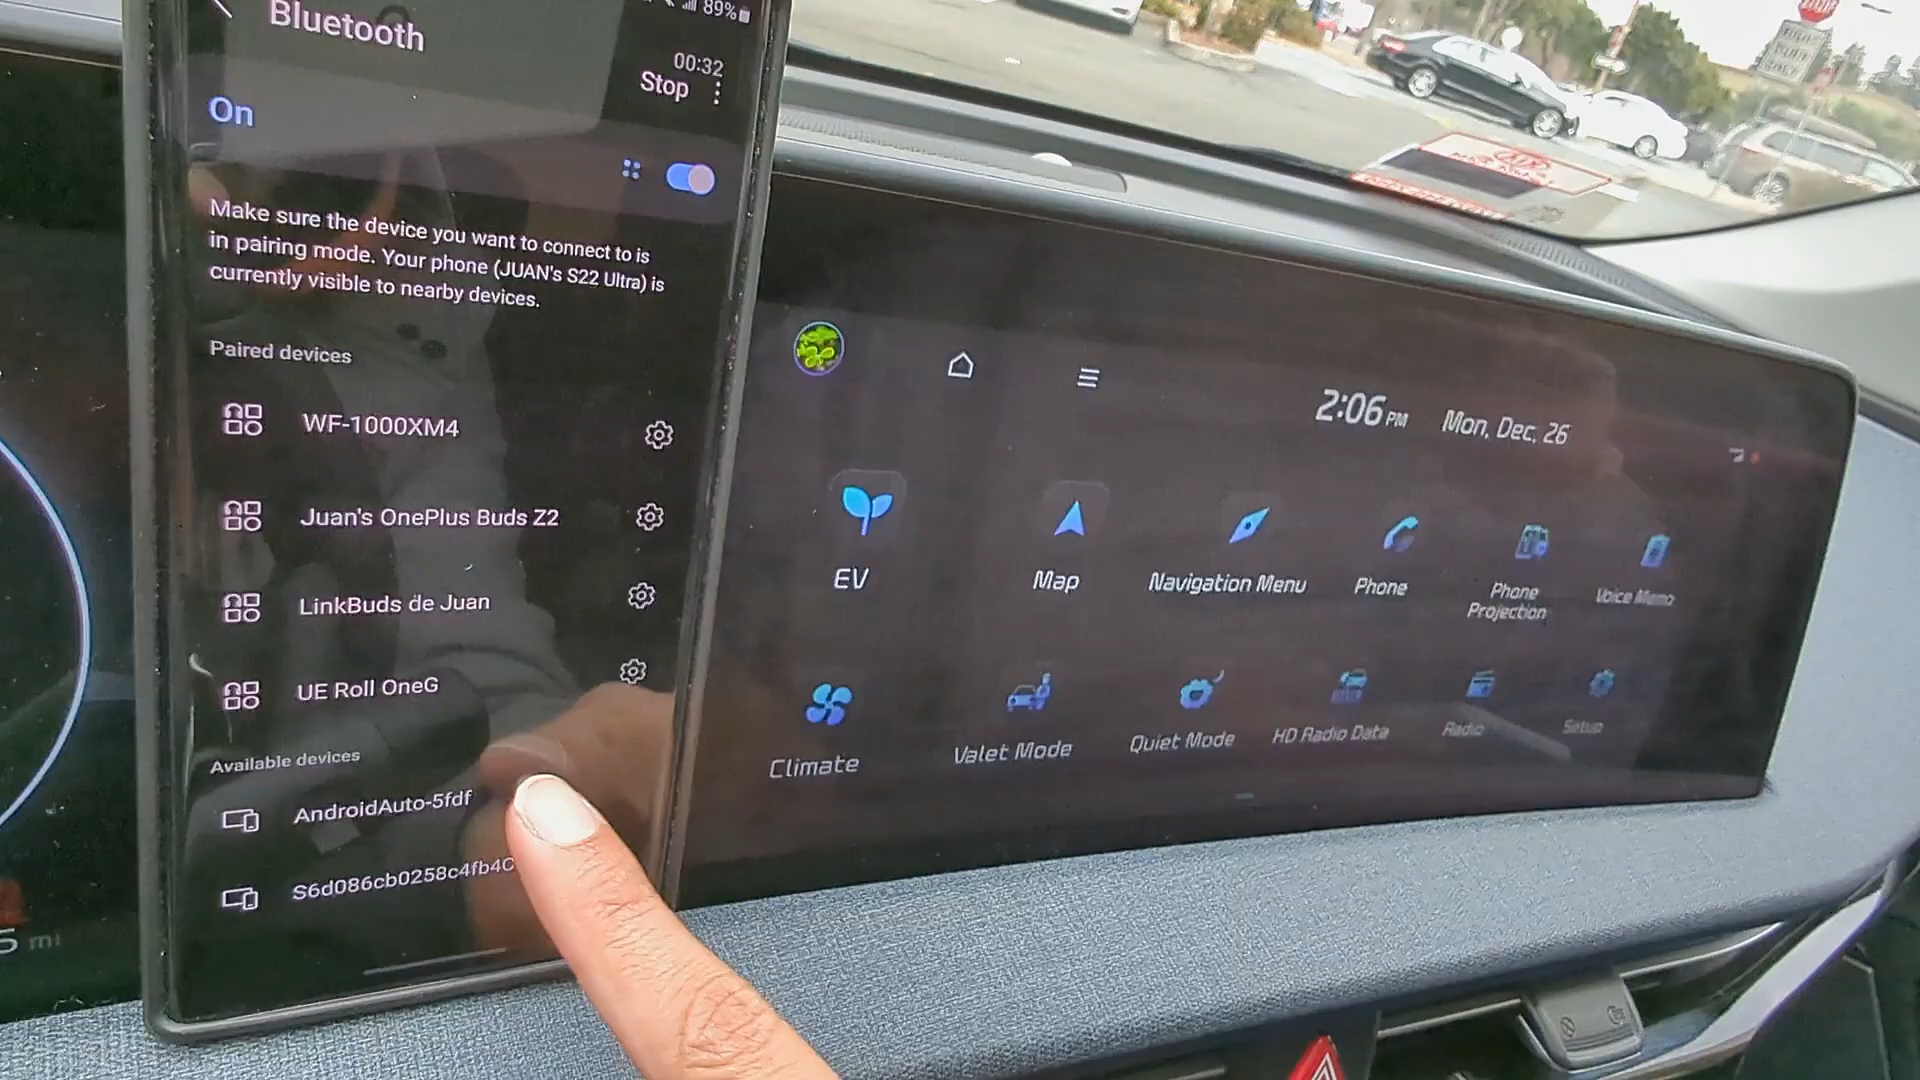 Bluetooth
89%
00:32
Stop
On
Make sure the device you want to connect to is
in pairing mode. Your phone (JUAN's S22 Ultra) is
currently visible to nearby devices.
Paired devices
WF-1000XM4
Juan's OnePlus Buds Z2
LinkBuds de Juan
UE Roll OneG
Available devices
AndroidAuto-5fdf
S6d086cb0258c4fb4C
5 mi
2:06 PM Mon, Dec. 26
EV
Map
Navigation Menu
Phone
Phone
Projection
Voice Memo
Climate
Valet Mode
Quiet Mode
HD Radio Data
Radio
Setup